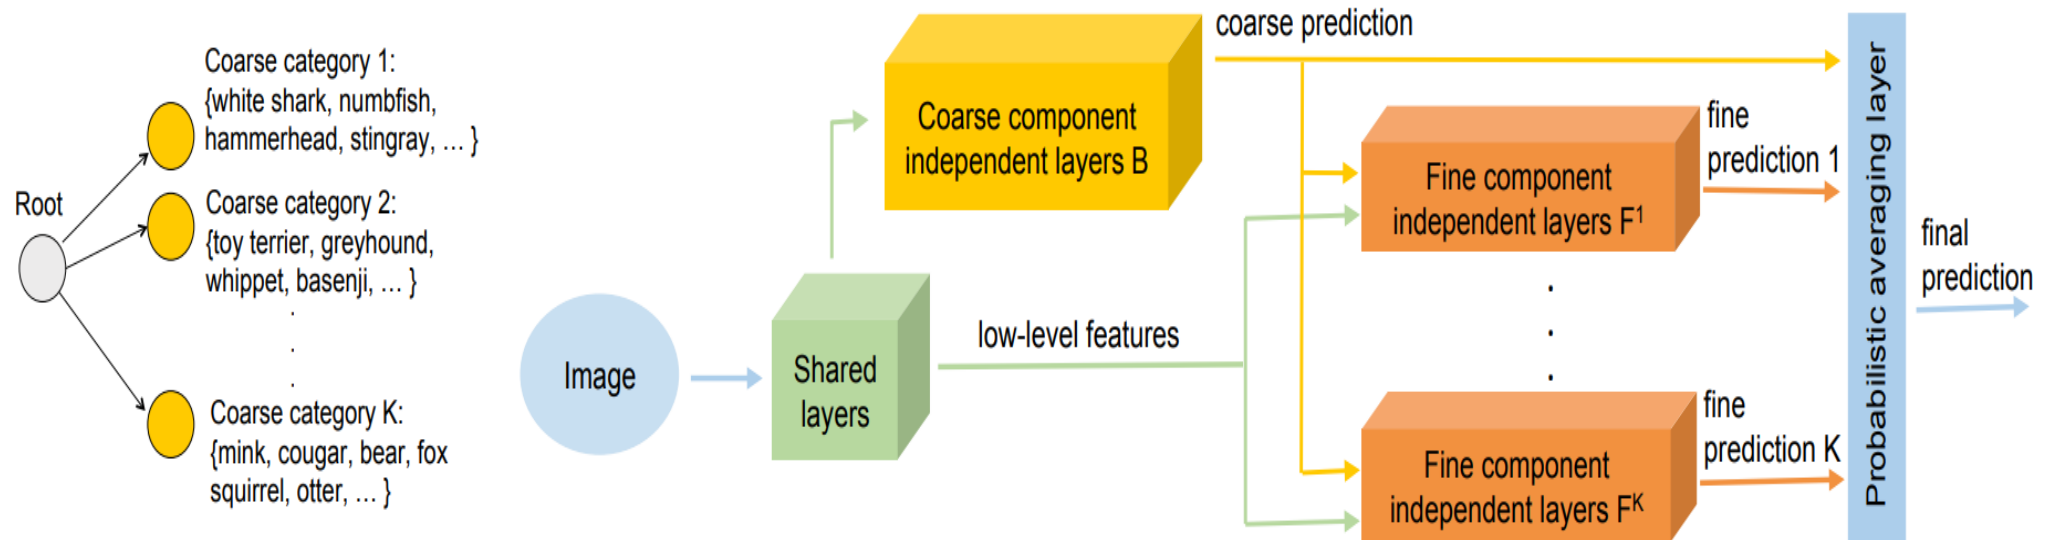 Root
Coarse category 1:
{white shark, numbfish,
hammerhead, stingray, … }
Coarse category 2:
{toy terrier, greyhound,
whippet, basenji, … }
.
.
.
Coarse category K:
{mink, cougar, bear, fox
squirrel, otter, … }
Image
Shared
layers
low-level features
Coarse component
independent layers B
coarse prediction
Fine component
independent layers F¹
.
.
.
Fine component
independent layers Fᴷ
fine
prediction 1
fine
prediction K
Probabilistic averaging layer
final
prediction